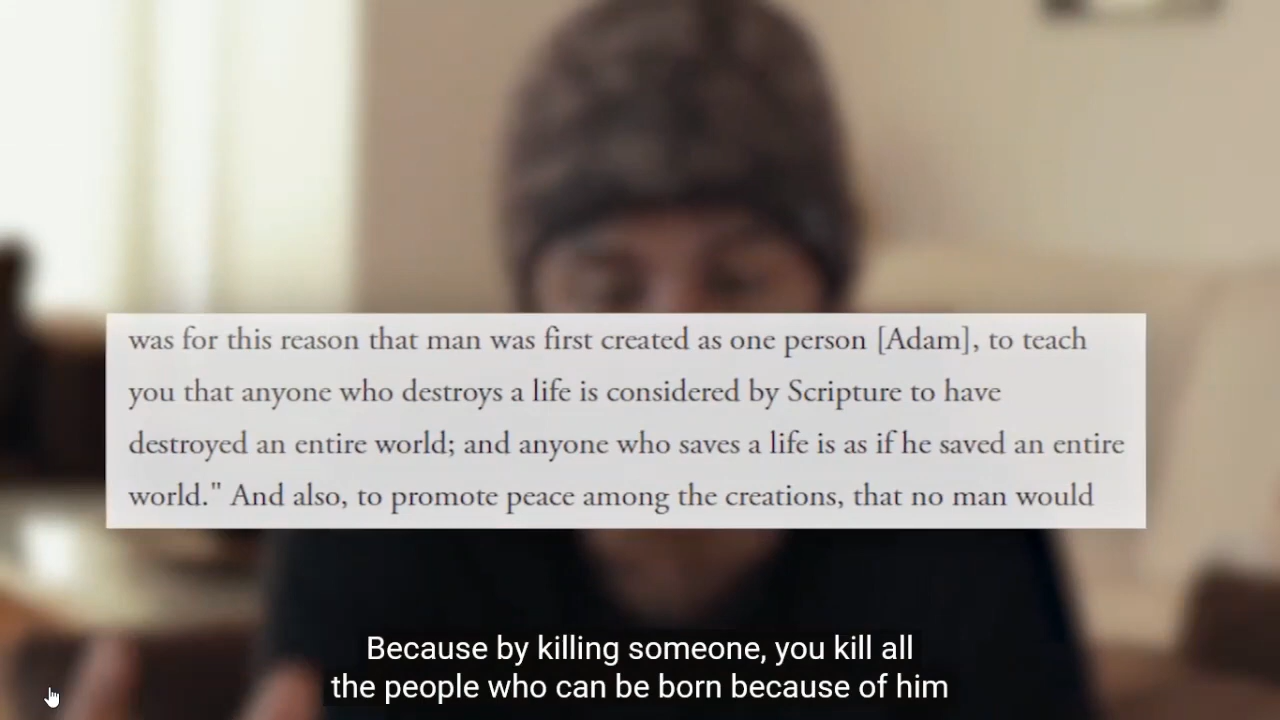 was for this reason that man was first created as one person [Adam], to teach
you that anyone who destroys a life is considered by Scripture to have
destroyed an entire world; and anyone who saves a life is as if he saved an entire
world." And also, to promote peace among the creations, that no man would
Because by killing someone, you kill all
the people who can be born because of him